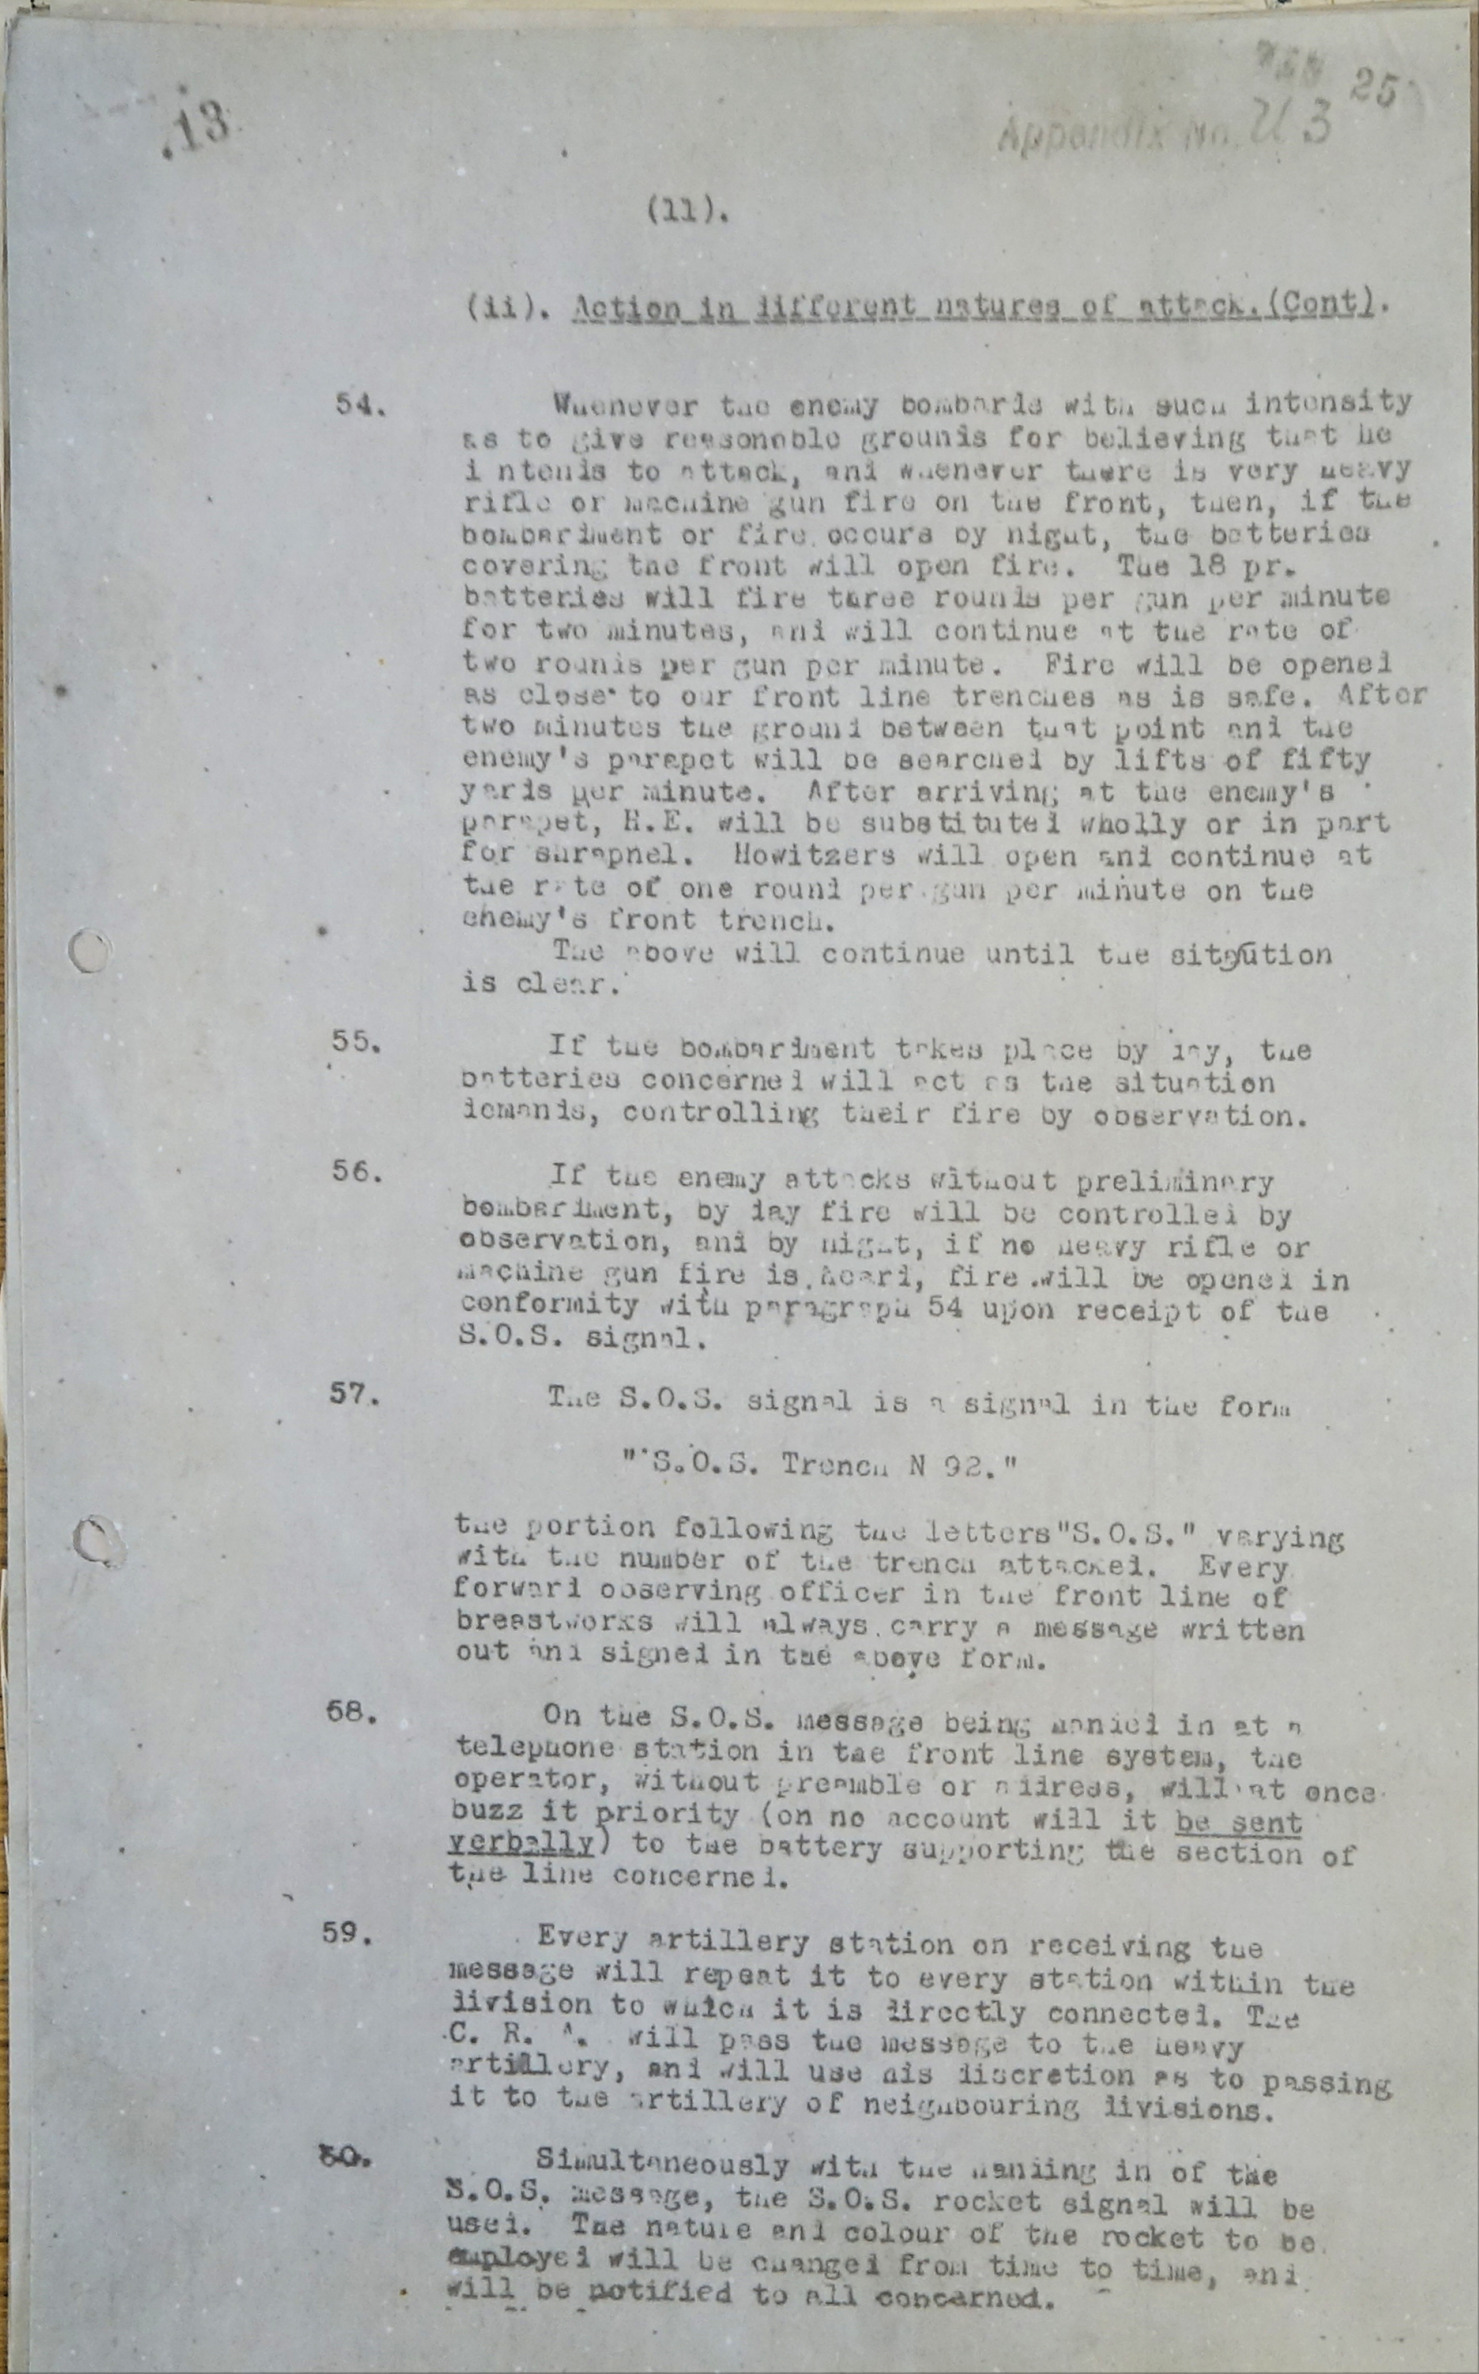 .13
25
Appendix No. U 3
(11).
(ii). Action in different natures of attack.(Cont).
54. Whenever the enemy bombards with such intensity
as to give reasonable grounds for believing that he
i ntends to attack, and whenever there is very heavy
rifle or machine gun fire on the front, then, if the
bombardment or fire occurs by night, the batteries
covering the front will open fire. The 18 pr.
batteries will fire three rounds per gun per minute
for two minutes, and will continue at the rate of
two rounds per gun per minute. Fire will be opened
as close to our front line trenches as is safe. After
two minutes the ground between that point and the
enemy's parapet will be searched by lifts of fifty
yards per minute. After arriving at the enemy's
parapet, H.E. will be substituted wholly or in part
for shrapnel. Howitzers will open and continue at
the rate of one round per gun per minute on the
enemy's front trench.
The above will continue until the situation
is clear.
55. If the bombardment takes place by day, the
batteries concerned will act as the situation
demands, controlling their fire by observation.
56. If the enemy attacks without preliminary
bombardment, by day fire will be controlled by
observation, and by night, if no heavy rifle or
machine gun fire is heard, fire will be opened in
conformity with paragraph 54 upon receipt of the
S.O.S. signal.
57. The S.O.S. signal is a signal in the form
"S.O.S. Trench N 92."
the portion following the letters"S.O.S." varying
with the number of the trench attacked. Every
forward observing officer in the front line of
breastworks will always carry a message written
out and signed in the above form.
58. On the S.O.S. message being handed in at a
telephone station in the front line system, the
operator, without preamble or address, will at once
buzz it priority (on no account will it be sent
verbally) to the battery supporting the section of
the line concerned.
59. Every artillery station on receiving the
message will repeat it to every station within the
division to which it is directly connected. The
C. R. A. will pass the message to the heavy
artillery, and will use his discretion as to passing
it to the artillery of neighbouring divisions.
60. Simultaneously with the handing in of the
S.O.S. message, the S.O.S. rocket signal will be
used. The nature and colour of the rocket to be
employed will be changed from time to time, and
will be notified to all concerned.